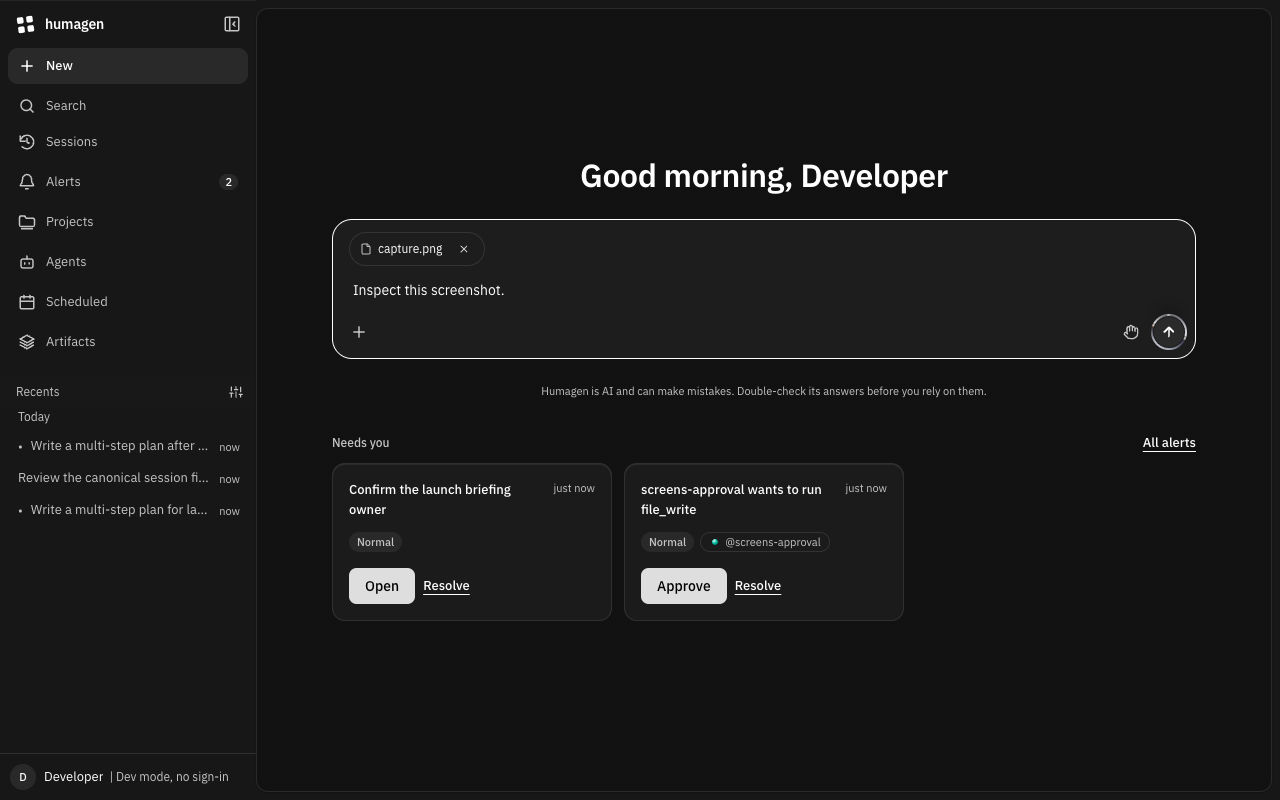 humagen
New
Search
Sessions
Alerts 2
Projects
Agents
Scheduled
Artifacts
Recents
Today
• Write a multi-step plan after ... now
Review the canonical session fi... now
• Write a multi-step plan for la... now
D Developer | Dev mode, no sign-in
Good morning, Developer
capture.png
Inspect this screenshot.
Humagen is AI and can make mistakes. Double-check its answers before you rely on them.
Needs you All alerts
Confirm the launch briefing just now
owner
Normal
Open Resolve
screens-approval wants to run just now
file_write
Normal @screens-approval
Approve Resolve